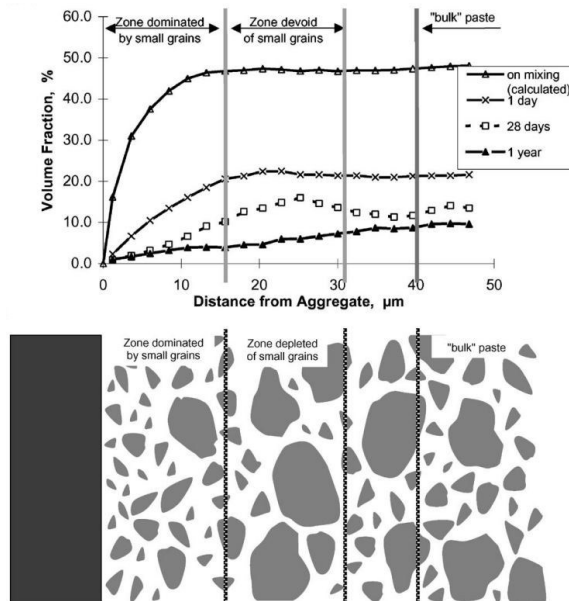 Zone dominated
by small grains
Zone devoid
of small grains
"bulk" paste
60.0
50.0
40.0
30.0
20.0
10.0
0.0
Volume Fraction, %
on mixing
(calculated)
1 day
28 days
1 year
0 10 20 30 40 50
Distance from Aggregate, µm
Zone dominated
by small grains
Zone depleted
of small grains
"bulk" paste